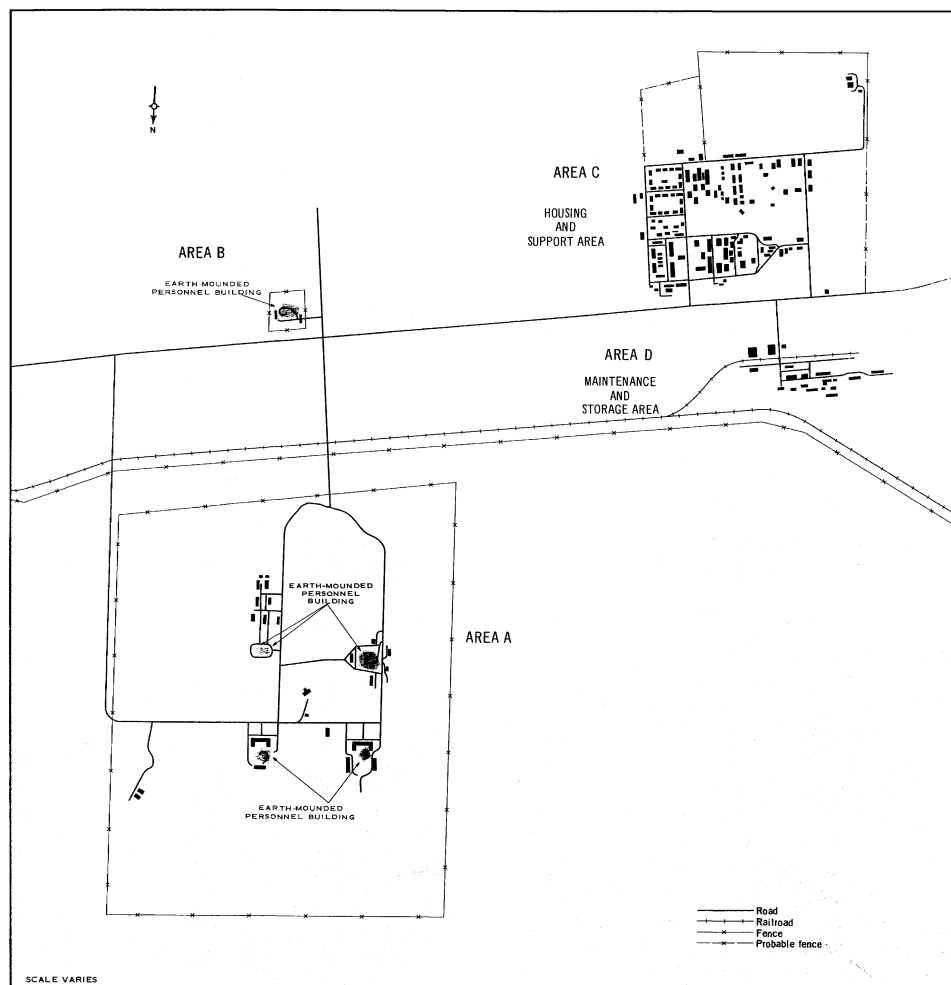 N
AREA C
HOUSING
AND
SUPPORT AREA
AREA B
EARTH-MOUNDED
PERSONNEL BUILDING
AREA D
MAINTENANCE
AND
STORAGE AREA
EARTH-MOUNDED
PERSONNEL
BUILDING
AREA A
EARTH-MOUNDED
PERSONNEL BUILDING
Road
Railroad
Fence
Probable fence
SCALE VARIES